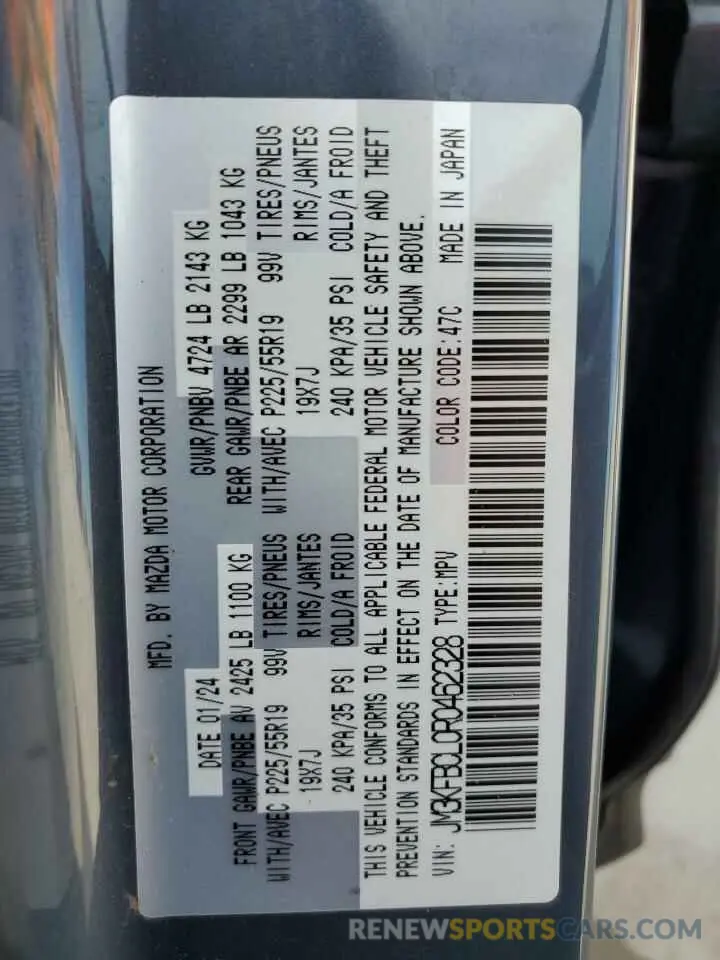 MFD. BY MAZDA MOTOR CORPORATION
DATE 01/24 GVWR/PNBV 4724 LB 2143 KG
FRONT GAWR/PNBE AV 2425 LB 1100 KG REAR GAWR/PNBE AR 2299 LB 1043 KG
WITH/AVEC P225/55R19 99V TIRES/PNEUS WITH/AVEC P225/55R19 99V TIRES/PNEUS
19X7J RIMS/JANTES 19X7J RIMS/JANTES
240 KPA/35 PSI COLD/A FROID 240 KPA/35 PSI COLD/A FROID
THIS VEHICLE CONFORMS TO ALL APPLICABLE FEDERAL MOTOR VEHICLE SAFETY AND THEFT
PREVENTION STANDARDS IN EFFECT ON THE DATE OF MANUFACTURE SHOWN ABOVE.
VIN: JM3KFBCL0R0462328 TYPE:MPV COLOR CODE:47C MADE IN JAPAN
RENEWSPORTSCARS.COM